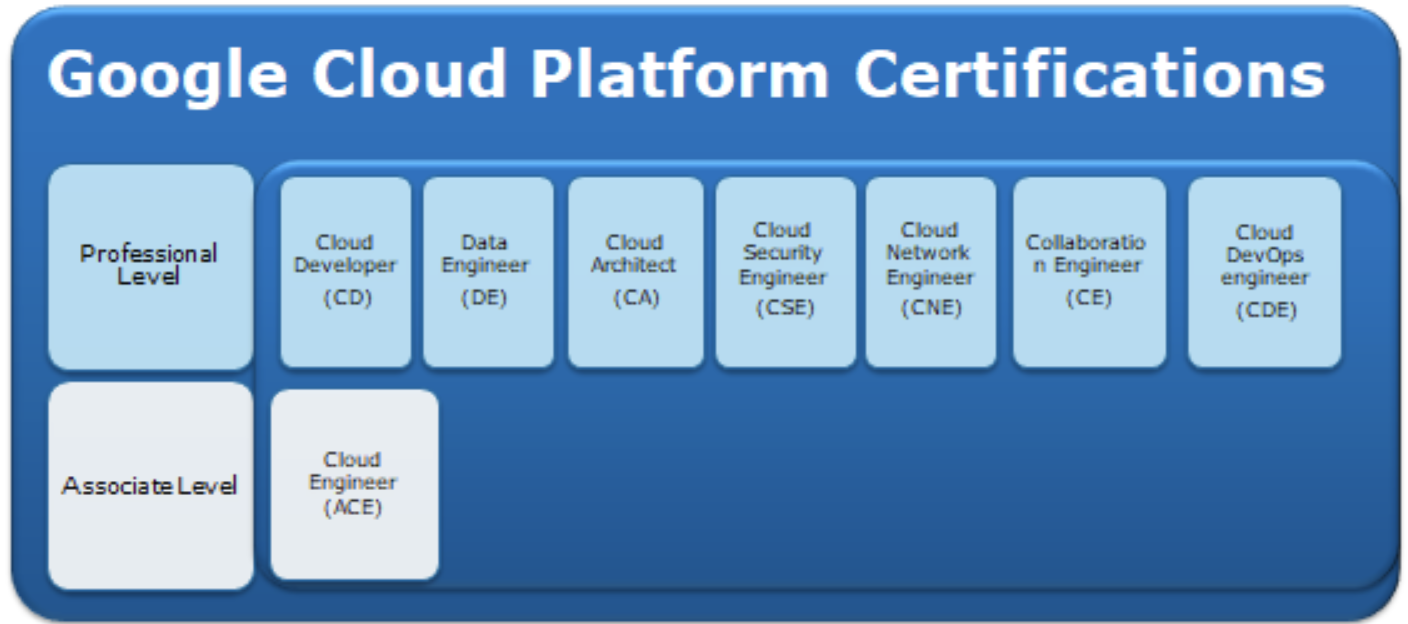 Google Cloud Platform Certifications
Professional
Level
Cloud
Developer
(CD)
Data
Engineer
(DE)
Cloud
Architect
(CA)
Cloud
Security
Engineer
(CSE)
Cloud
Network
Engineer
(CNE)
Collaboratio
n Engineer
(CE)
Cloud
DevOps
engineer
(CDE)
Associate Level
Cloud
Engineer
(ACE)